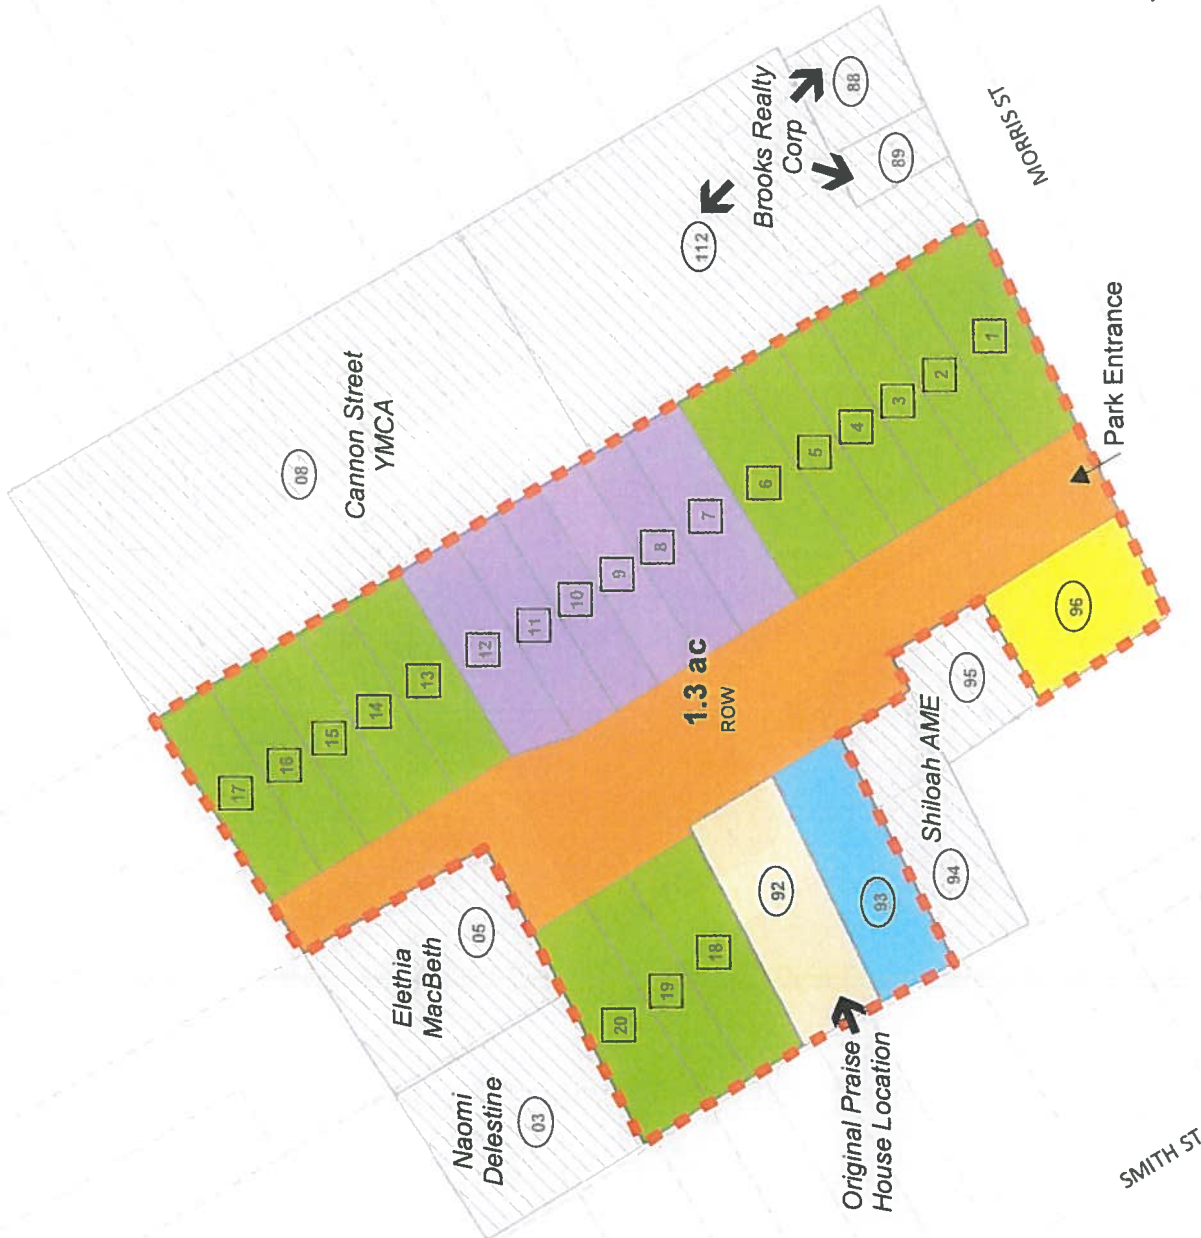 88
Brooks Realty
Corp
89
MORRIS ST
112
Cannon Street
YMCA
08
1
2
3
4
5
6
7
8
9
10
11
12
13
14
15
16
17
Park Entrance
1.3 ac
ROW
96
95
Shiloah AME
94
93
92
18
19
20
Elethia
MacBeth
05
Naomi
Delestine
03
Original Praise
House Location
SMITH ST